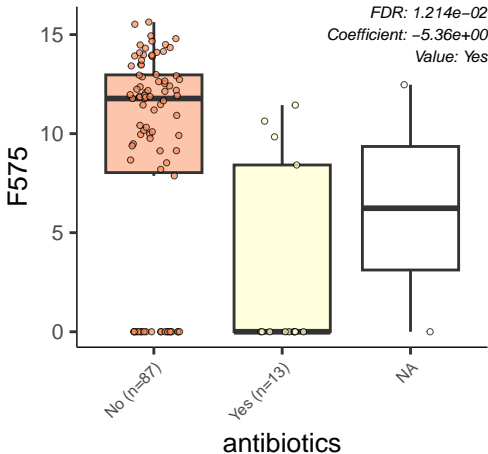 FDR: 1.214e−02
Coefficient: −5.36e+00
Value: Yes
15
10
5
0
F575
No (n=87)
Yes (n=13)
NA
antibiotics